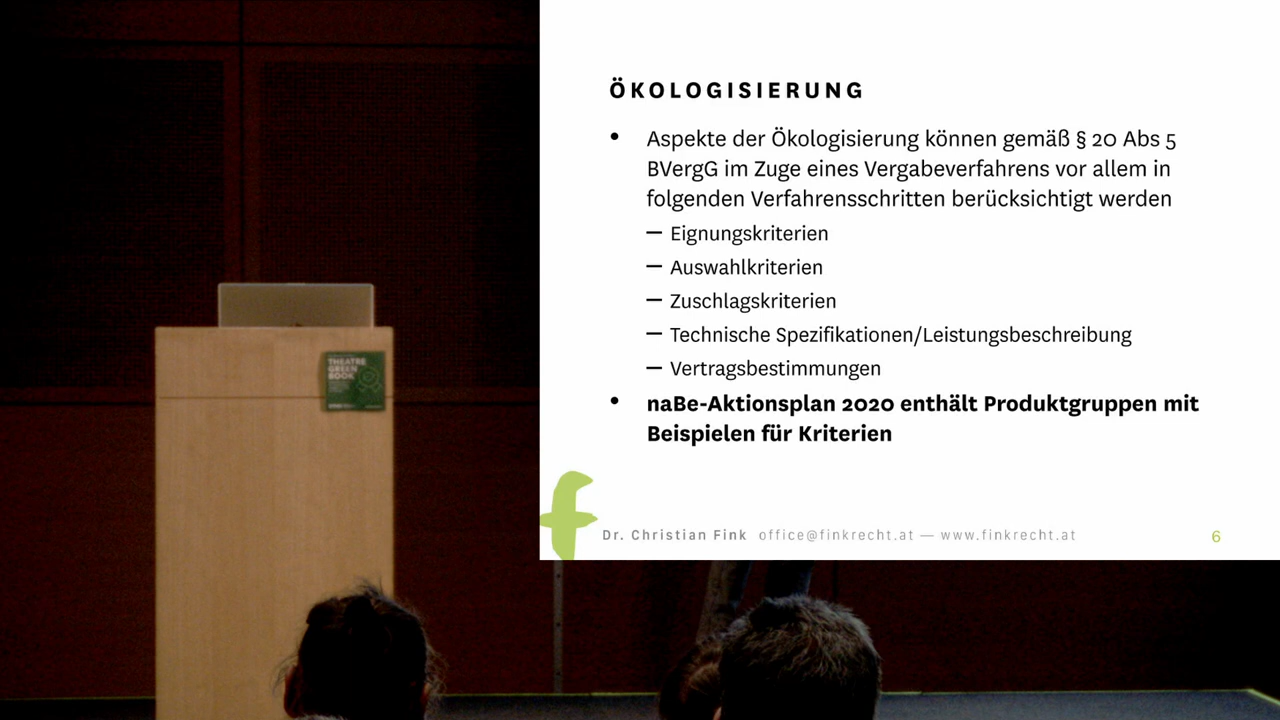 ÖKOLOGISIERUNG
• Aspekte der Ökologisierung können gemäß § 20 Abs 5
BVergG im Zuge eines Vergabeverfahrens vor allem in
folgenden Verfahrensschritten berücksichtigt werden
— Eignungskriterien
— Auswahlkriterien
— Zuschlagskriterien
— Technische Spezifikationen/Leistungsbeschreibung
— Vertragsbestimmungen
• naBe-Aktionsplan 2020 enthält Produktgruppen mit
Beispielen für Kriterien
f
Dr. Christian Fink office@finkrecht.at — www.finkrecht.at
6
THEATRE
GREEN
BOOK